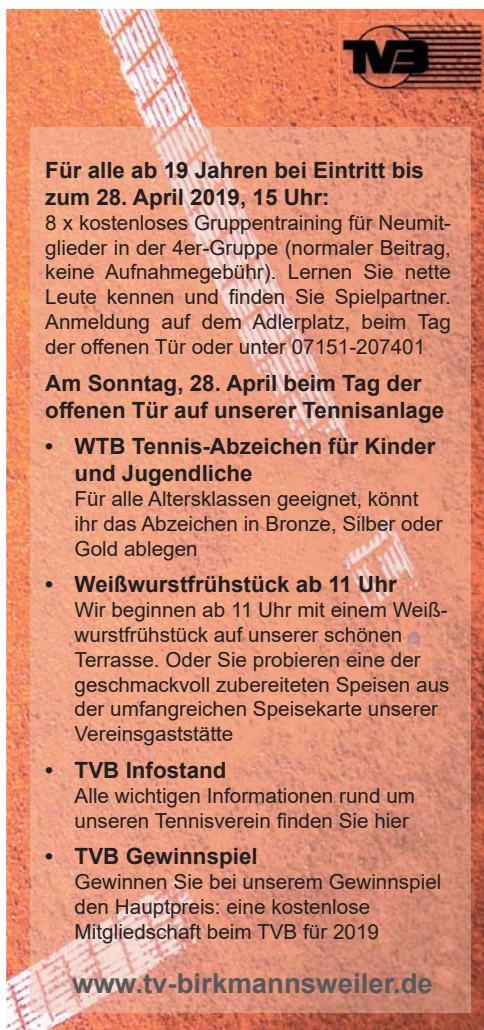 TVB
Für alle ab 19 Jahren bei Eintritt bis
zum 28. April 2019, 15 Uhr:
8 x kostenloses Gruppentraining für Neumit-
glieder in der 4er-Gruppe (normaler Beitrag,
keine Aufnahmegebühr). Lernen Sie nette
Leute kennen und finden Sie Spielpartner.
Anmeldung auf dem Adlerplatz, beim Tag
der offenen Tür oder unter 07151-207401
Am Sonntag, 28. April beim Tag der
offenen Tür auf unserer Tennisanlage
• WTB Tennis-Abzeichen für Kinder
und Jugendliche
Für alle Altersklassen geeignet, könnt
ihr das Abzeichen in Bronze, Silber oder
Gold ablegen
• Weißwurstfrühstück ab 11 Uhr
Wir beginnen ab 11 Uhr mit einem Weiß-
wurstfrühstück auf unserer schönen
Terrasse. Oder Sie probieren eine der
geschmackvoll zubereiteten Speisen aus
der umfangreichen Speisekarte unserer
Vereinsgaststätte
• TVB Infostand
Alle wichtigen Informationen rund um
unseren Tennisverein finden Sie hier
• TVB Gewinnspiel
Gewinnen Sie bei unserem Gewinnspiel
den Hauptpreis: eine kostenlose
Mitgliedschaft beim TVB für 2019
www.tv-birkmannsweiler.de